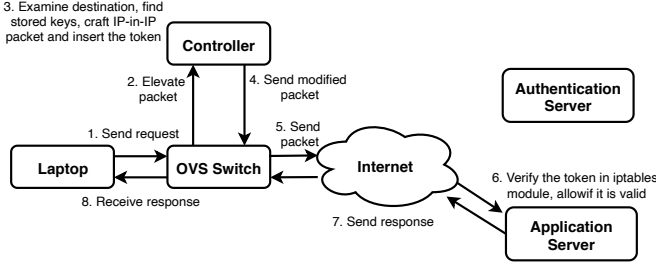 3. Examine destination, find
stored keys, craft IP-in-IP
packet and insert the token
Controller
2. Elevate
packet
4. Send modified
packet
Authentication
Server
1. Send request
5. Send
packet
Laptop
OVS Switch
Internet
6. Verify the token in iptables
module, allowif it is valid
8. Receive response
7. Send response
Application
Server